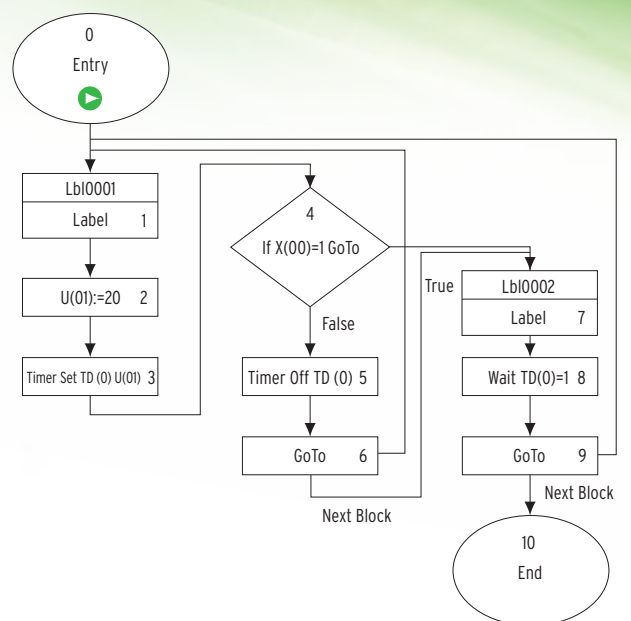 0
Entry
Lbl0001
Label 1
U(01):=20 2
Timer Set TD (0) U(01) 3
4
If X(00)=1 GoTo
True
False
Timer Off TD (0) 5
GoTo 6
Next Block
Lbl0002
Label 7
Wait TD(0)=1 8
GoTo 9
Next Block
10
End